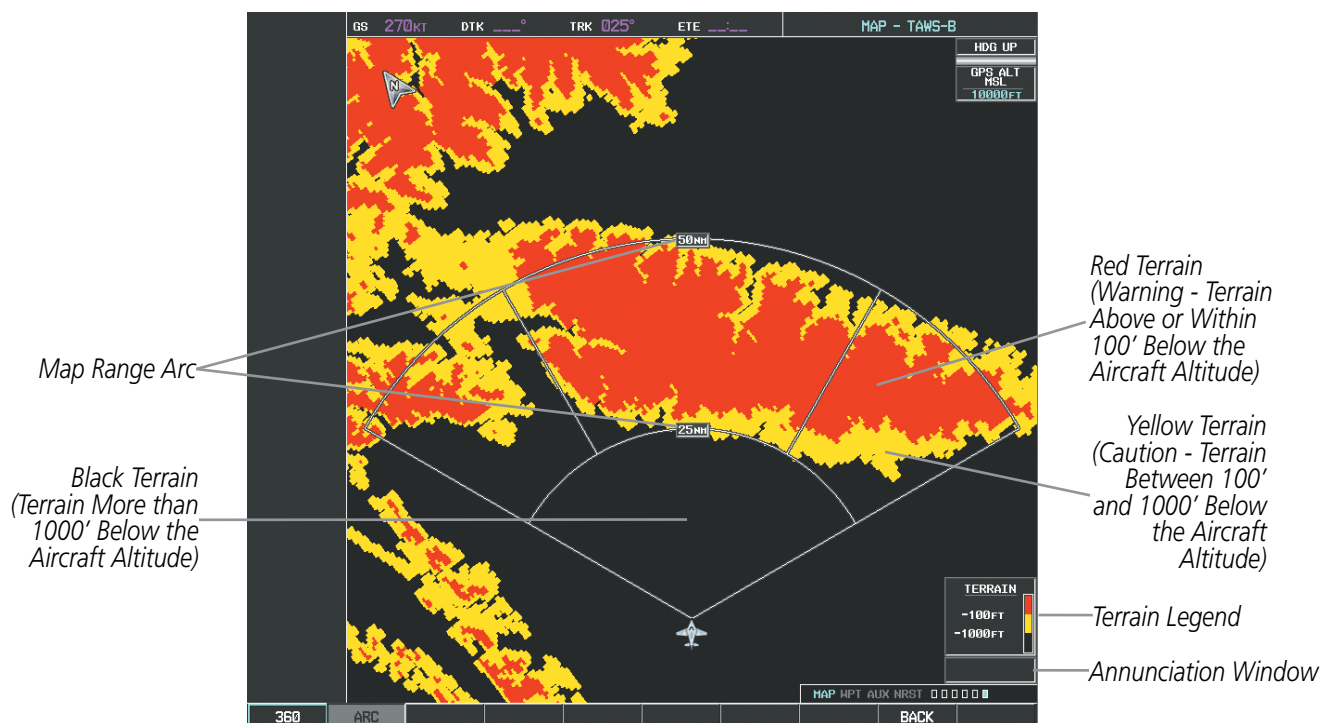 GS 270KT DTK ___° TRK 025° ETE __:__ MAP - TAWS-B
HDG UP
N
GPS ALT
MSL
10000FT
50NM
Red Terrain
(Warning - Terrain
Above or Within
100’ Below the
Aircraft Altitude)
Map Range Arc
25NM
Yellow Terrain
(Caution - Terrain
Between 100’
and 1000’ Below
the Aircraft
Altitude)
Black Terrain
(Terrain More than
1000’ Below the
Aircraft Altitude)
TERRAIN
-100FT
-1000FT
Terrain Legend
Annunciation Window
MAP WPT AUX NRST
360 ARC BACK